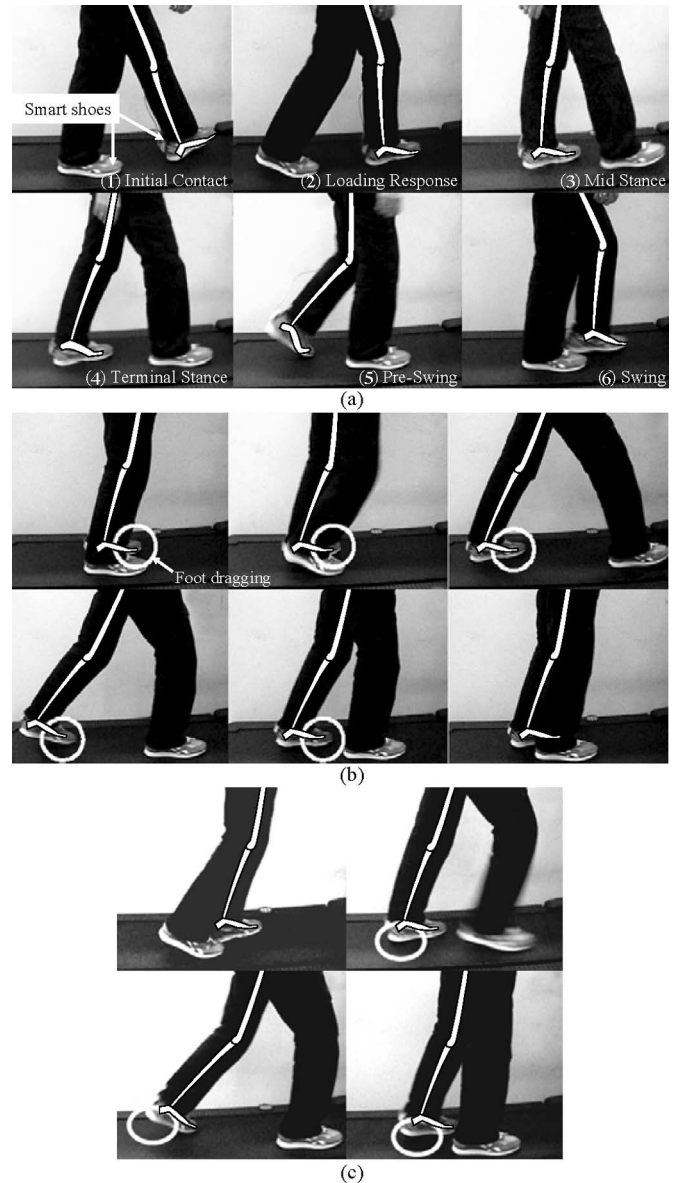 Smart shoes
(1) Initial Contact
(2) Loading Response
(3) Mid Stance
(4) Terminal Stance
(5) Pre-Swing
(6) Swing
(a)
Foot dragging
(b)
(c)